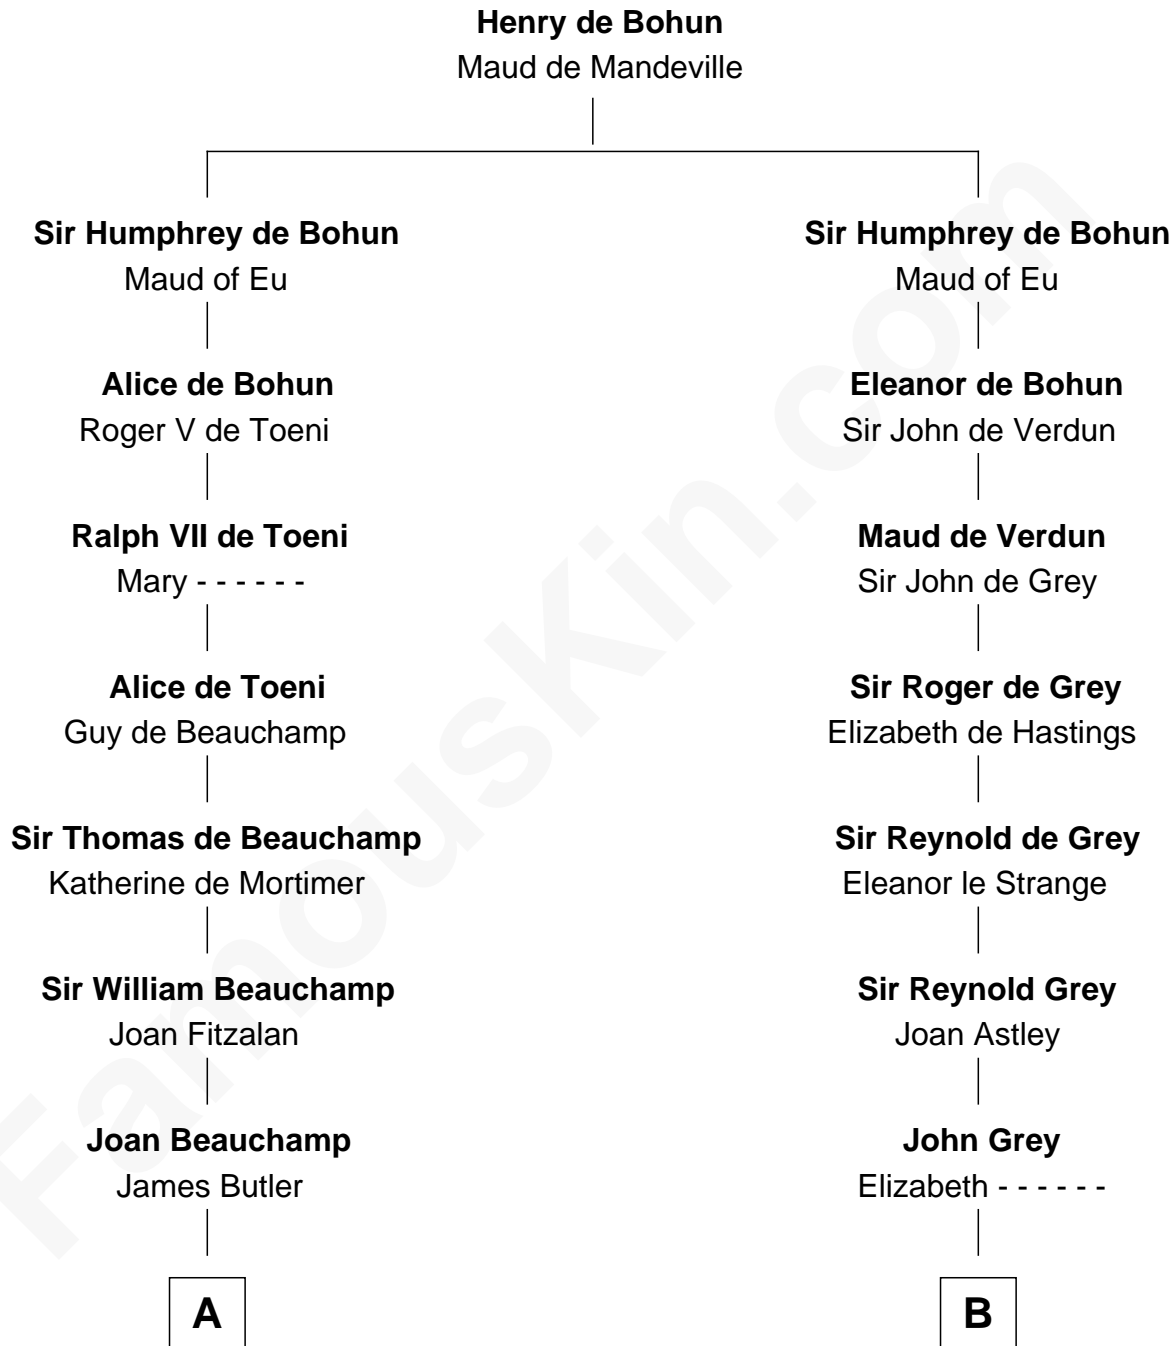 Henry de Bohun
Maud de Mandeville
Sir Humphrey de Bohun
Maud of Eu
Sir Humphrey de Bohun
Maud of Eu
Alice de Bohun
Roger V de Toeni
Eleanor de Bohun
Sir John de Verdun
Ralph VII de Toeni
Mary - - - - - -
Maud de Verdun
Sir John de Grey
Alice de Toeni
Guy de Beauchamp
Sir Roger de Grey
Elizabeth de Hastings
Sir Thomas de Beauchamp
Katherine de Mortimer
Sir Reynold de Grey
Eleanor le Strange
Sir William Beauchamp
Joan Fitzalan
Sir Reynold Grey
Joan Astley
Joan Beauchamp
James Butler
John Grey
Elizabeth - - - - - -
A
B
FamousKin.com